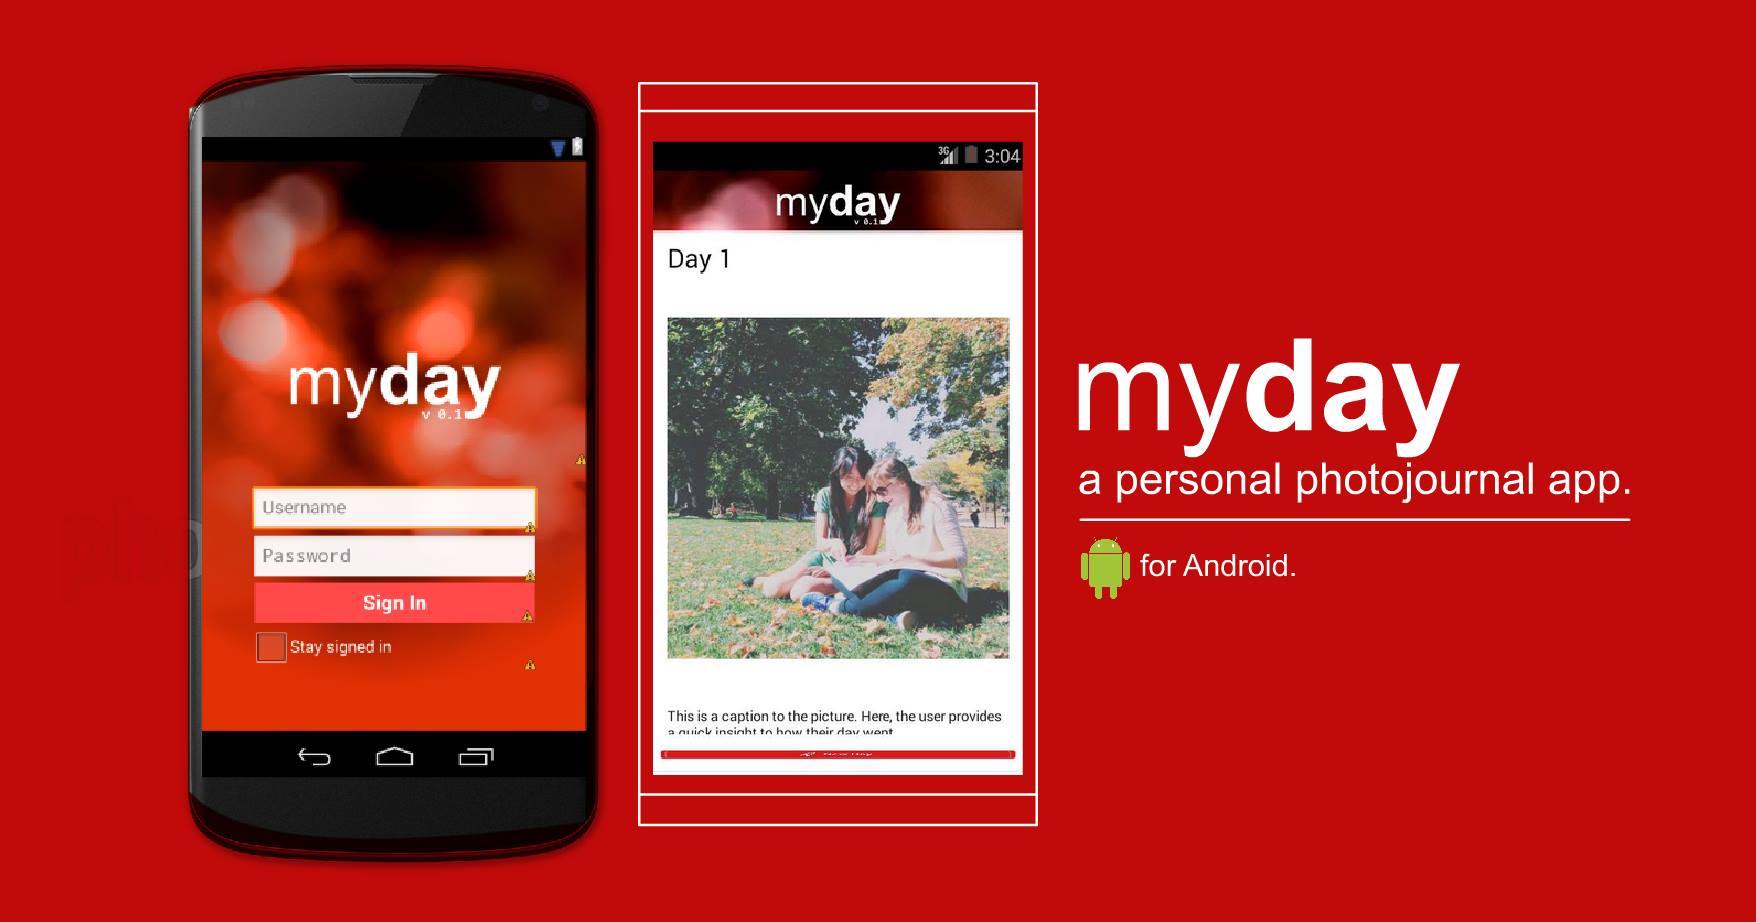 myday
v 0.1
Username
Password
Sign In
Stay signed in
3G 3:04
myday
v 0.1
Day 1
This is a caption to the picture. Here, the user provides
a quick insight to how their day went.
myday
a personal photojournal app.
for Android.